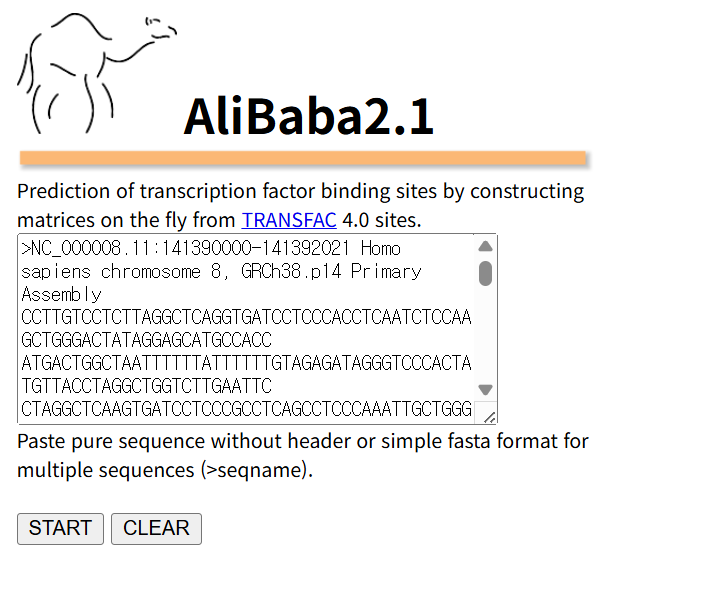 AliBaba2.1
Prediction of transcription factor binding sites by constructing
matrices on the fly from TRANSFAC 4.0 sites.
>NC_000008.11:141390000-141392021 Homo
sapiens chromosome 8, GRCh38.p14 Primary
Assembly
CCTTGTCCTCTTAGGCTCAGGTGATCCTCCCACCTCAATCTCCAA
GCTGGGACTATAGGAGCATGCCACC
ATGACTGGCTAATTTTTTATTTTTTGTAGAGATAGGGTCCCACTA
TGTTACCTAGGCTGGTCTTGAATTC
CTAGGCTCAAGTGATCCTCCCGCCTCAGCCTCCCAAATTGCTGGG
Paste pure sequence without header or simple fasta format for
multiple sequences (>seqname).
START CLEAR